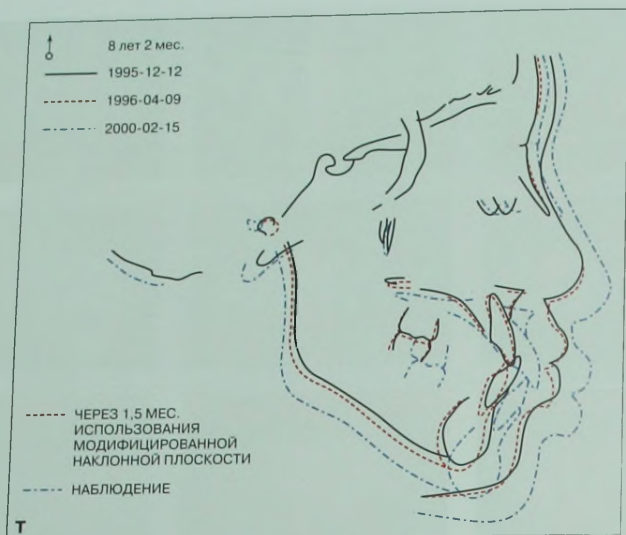 8 лет 2 мес.
1995-12-12
1996-04-09
2000-02-15
ЧЕРЕЗ 1,5 МЕС.
ИСПОЛЬЗОВАНИЯ
МОДИФИЦИРОВАННОЙ
НАКЛОННОЙ ПЛОСКОСТИ
НАБЛЮДЕНИЕ
T